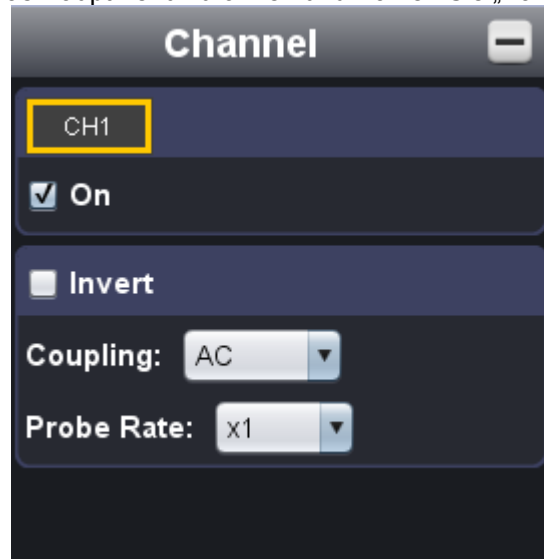 Channel
CH1
On
Invert
Coupling: AC
Probe Rate: x1